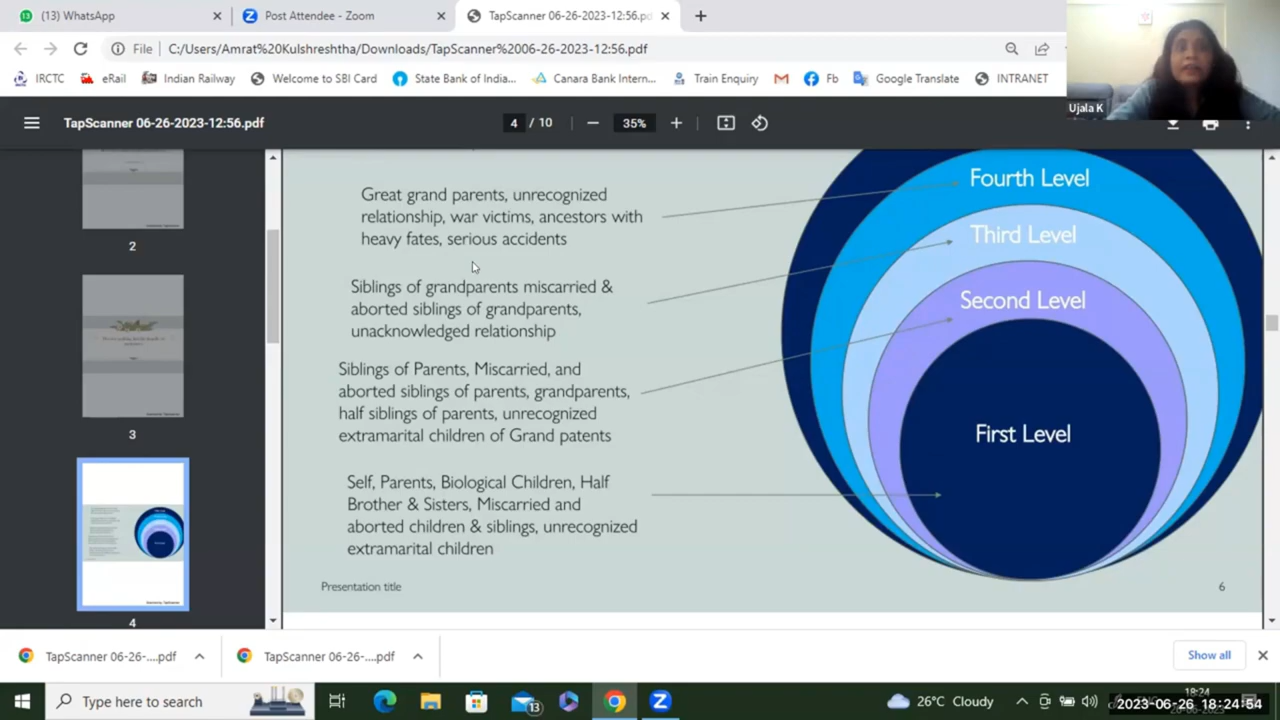 (13) WhatsApp
Post Attendee - Zoom
TapScanner 06-26-2023-12:56.pdf
File
C:/Users/Amrat%20Kulshreshtha/Downloads/TapScanner%2006-26-2023-12:56.pdf
IRCTC
eRail
Indian Railway
Welcome to SBI Card
State Bank of India...
Canara Bank Intern...
Train Enquiry
Fb
Google Translate
INTRANET
Ujala K
TapScanner 06-26-2023-12:56.pdf
4 / 10
35%
2
3
4
Great grand parents, unrecognized
relationship, war victims, ancestors with
heavy fates, serious accidents
Siblings of grandparents miscarried &
aborted siblings of grandparents,
unacknowledged relationship
Siblings of Parents, Miscarried, and
aborted siblings of parents, grandparents,
half siblings of parents, unrecognized
extramarital children of Grand patents
Self, Parents, Biological Children, Half
Brother & Sisters, Miscarried and
aborted children & siblings, unrecognized
extramarital children
Fourth Level
Third Level
Second Level
First Level
Presentation title
6
TapScanner 06-26-....pdf
TapScanner 06-26-....pdf
Show all
Type here to search
13
26°C Cloudy
18:24
2023-06-26 18:24:54